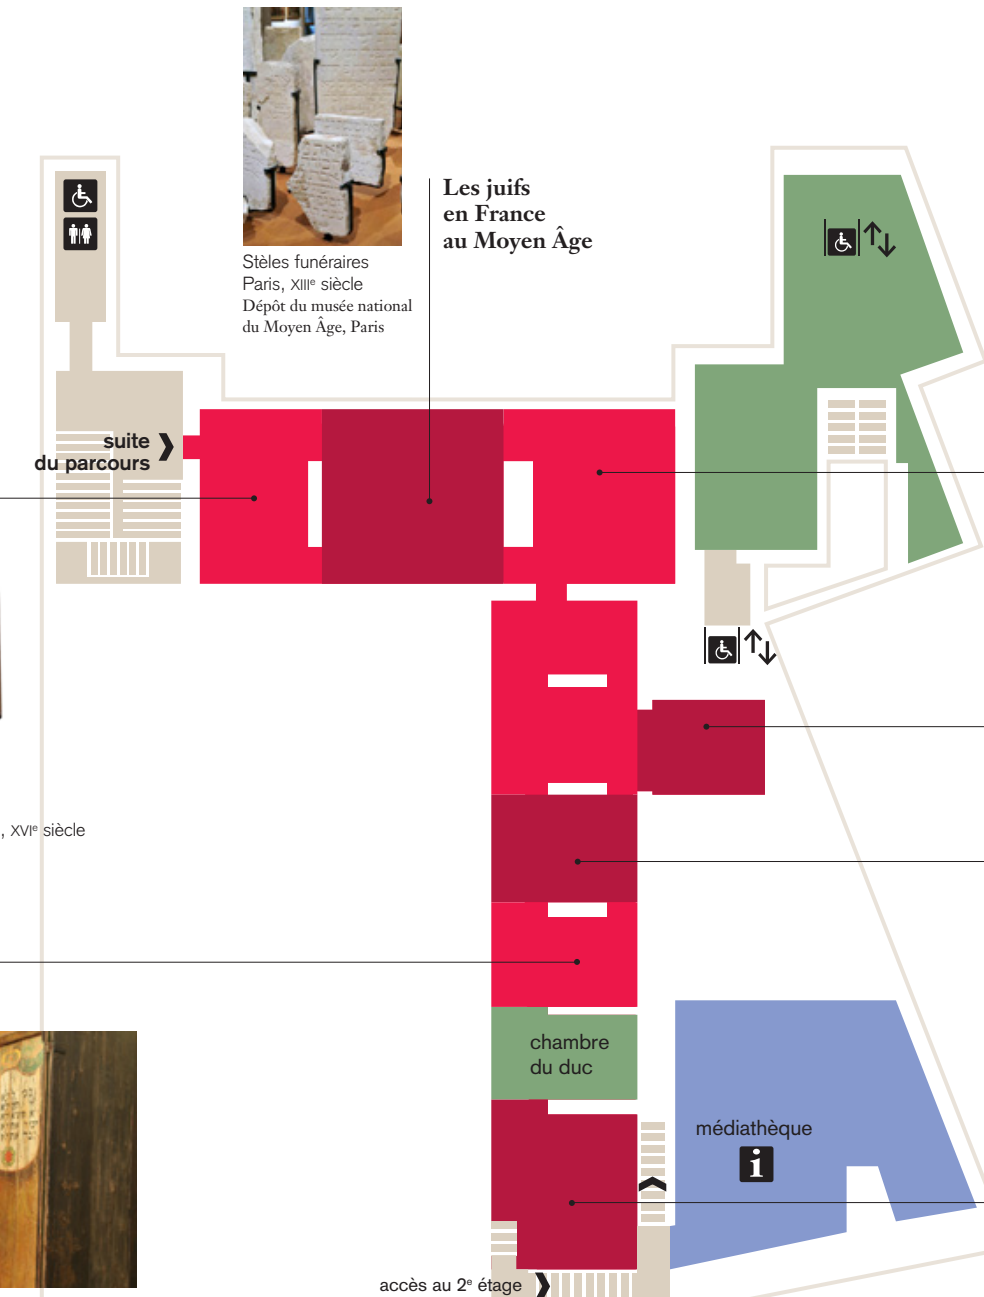 Les juifs
en France
au Moyen Âge
Stèles funéraires
Paris, XIIIᵉ siècle
Dépôt du musée national
du Moyen Âge, Paris
suite
du parcours
, XVIᵉ siècle
chambre
du duc
médiathèque
i
accès au 2ᵉ étage